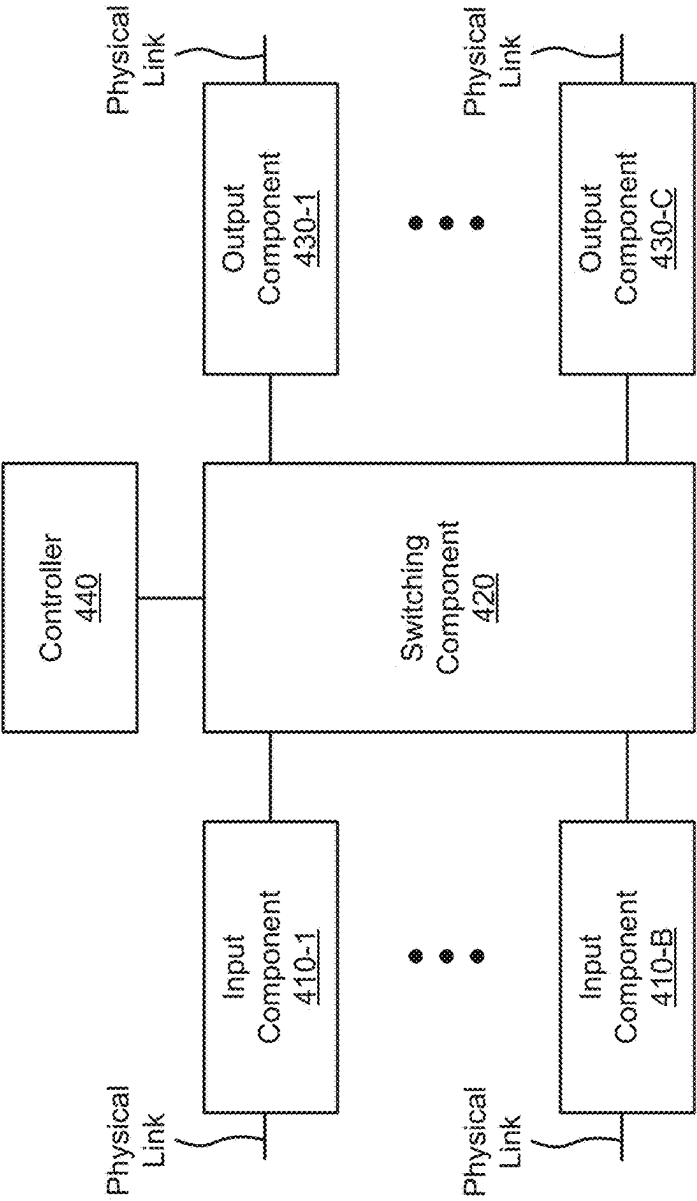 Controller
440
Physical
Link
Input
Component
410-1
Switching
Component
420
Output
Component
430-1
Physical
Link
Physical
Link
Input
Component
410-B
Output
Component
430-C
Physical
Link